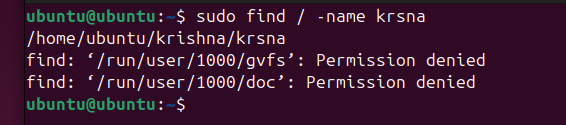 ubuntu@ubuntu:~$ sudo find / -name krsna
/home/ubuntu/krishna/krsna
find: ‘/run/user/1000/gvfs’: Permission denied
find: ‘/run/user/1000/doc’: Permission denied
ubuntu@ubuntu:~$